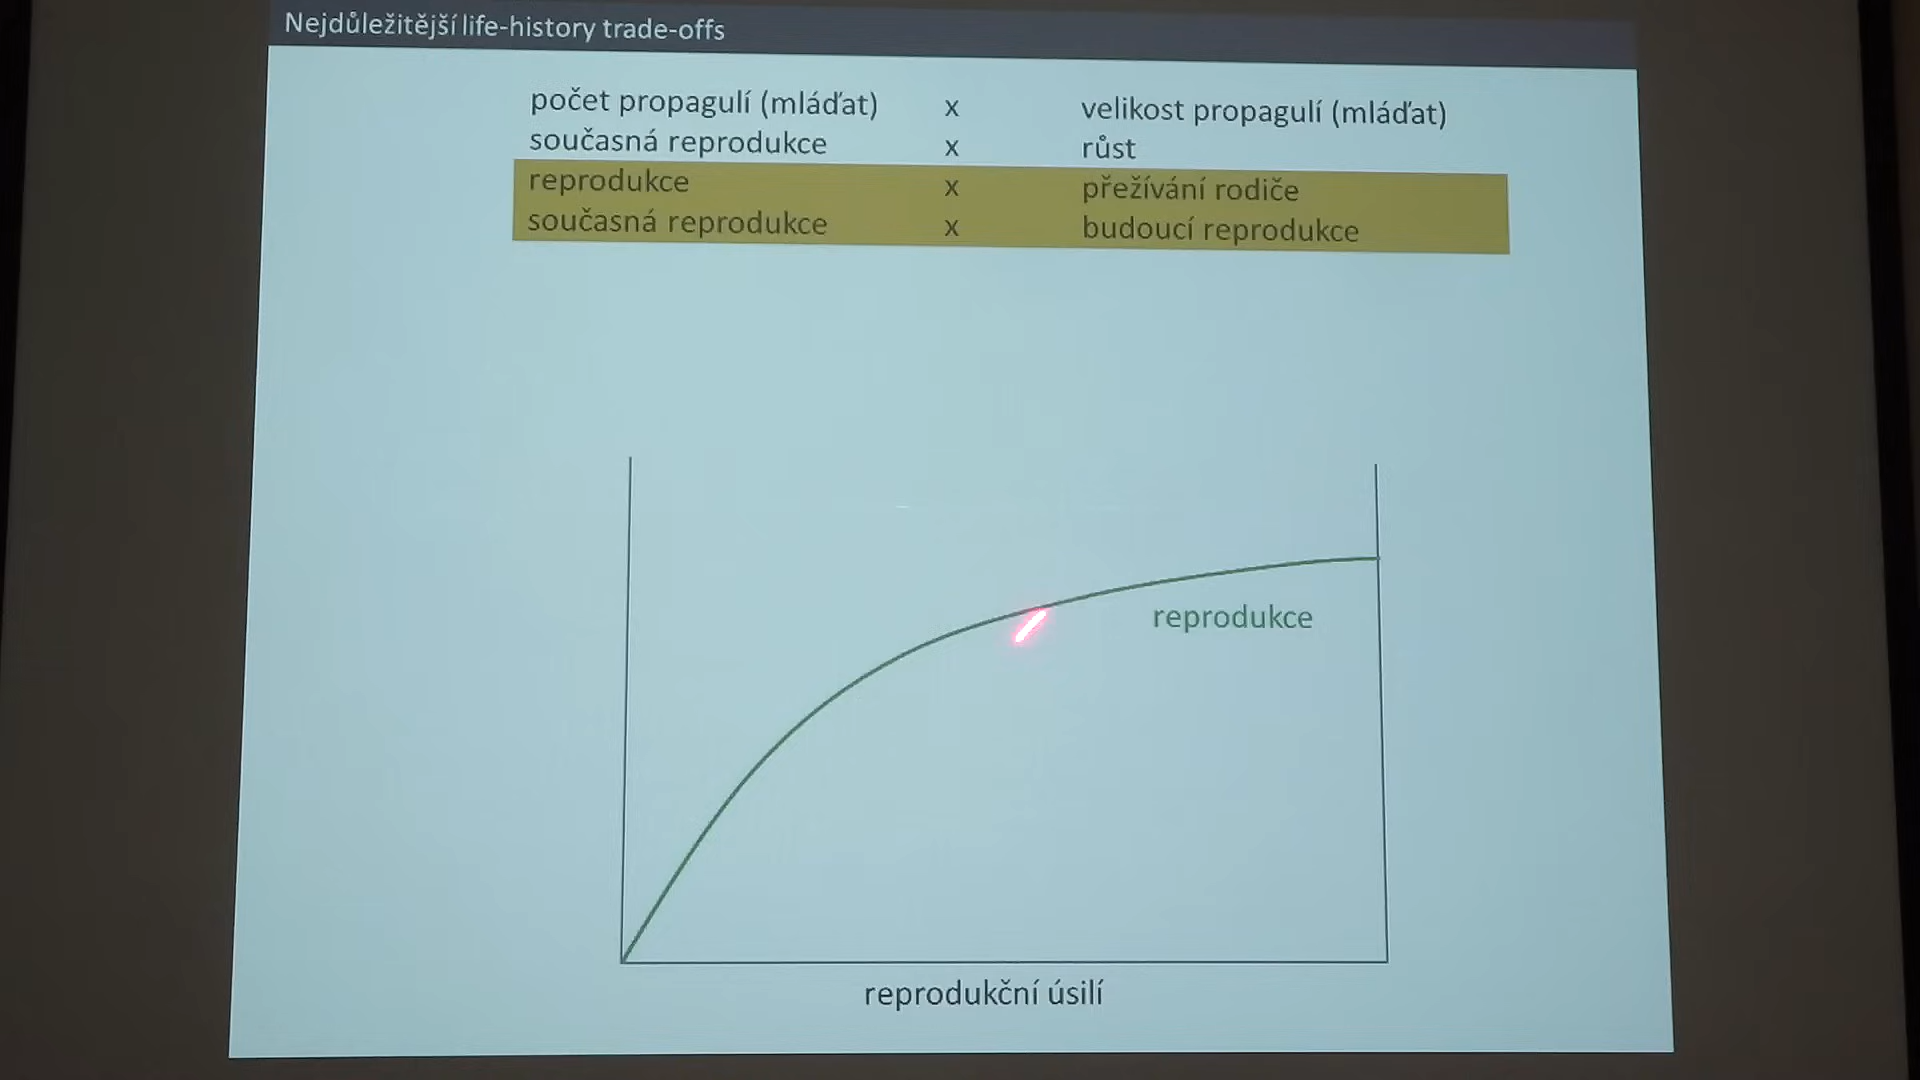 Nejdůležitější life-history trade-offs
počet propagulí (mláďat) x velikost propagulí (mláďat)
současná reprodukce x růst
reprodukce x přežívání rodiče
současná reprodukce x budoucí reprodukce
reprodukce
reprodukční úsilí